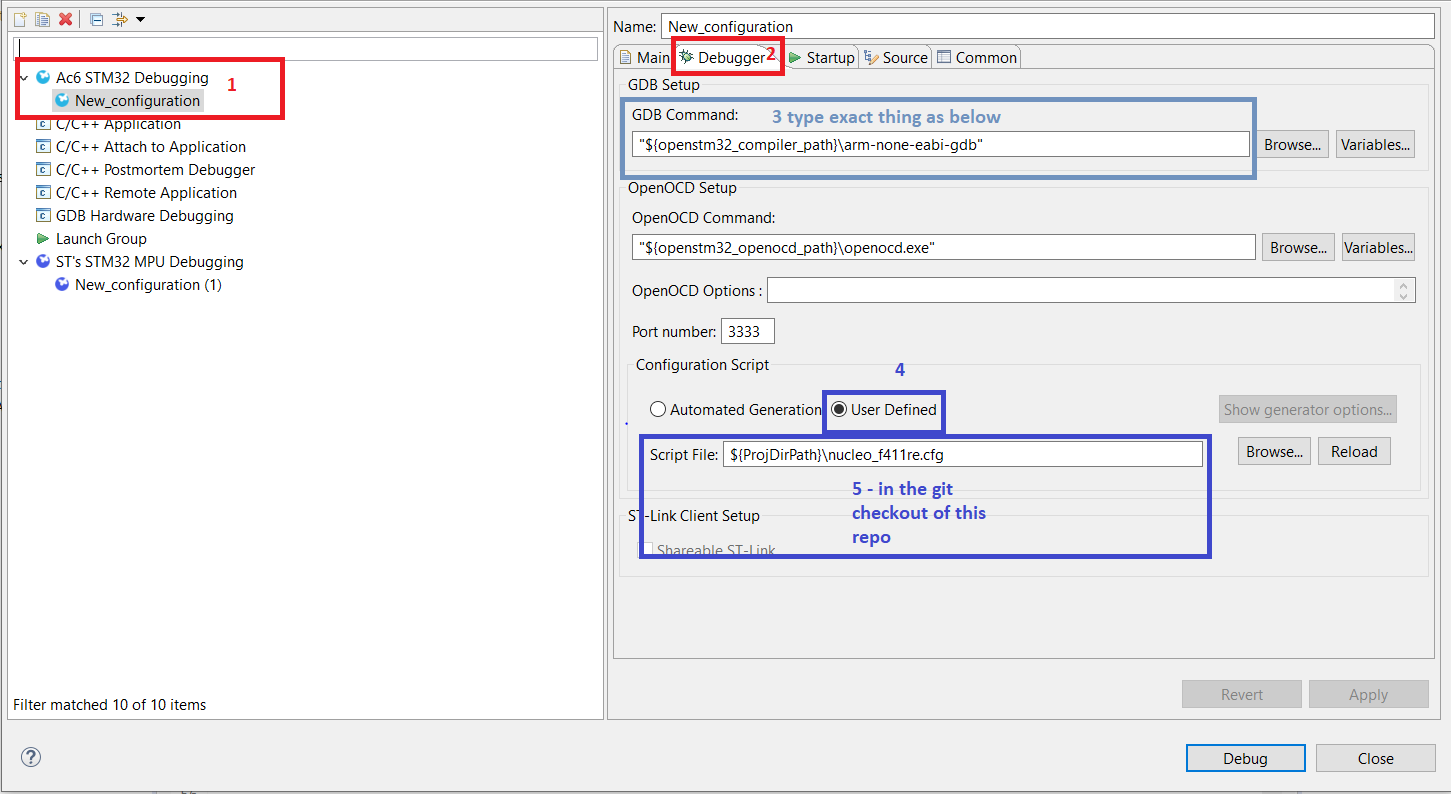 Name: New_configuration
Ac6 STM32 Debugging
1
New_configuration
C/C++ Application
C/C++ Attach to Application
C/C++ Postmortem Debugger
C/C++ Remote Application
GDB Hardware Debugging
Launch Group
ST's STM32 MPU Debugging
New_configuration (1)
Filter matched 10 of 10 items
Main Debugger 2 Startup Source Common
GDB Setup
GDB Command: 3 type exact thing as below
"${openstm32_compiler_path}\arm-none-eabi-gdb" Browse... Variables...
OpenOCD Setup
OpenOCD Command:
"${openstm32_openocd_path}\openocd.exe" Browse... Variables...
OpenOCD Options :
Port number: 3333
Configuration Script
4
Automated Generation User Defined Show generator options...
Script File: ${ProjDirPath}\nucleo_f411re.cfg Browse... Reload
5 - in the git
checkout of this
repo
ST-Link Client Setup
Shareable ST-Link
Revert Apply
? Debug Close